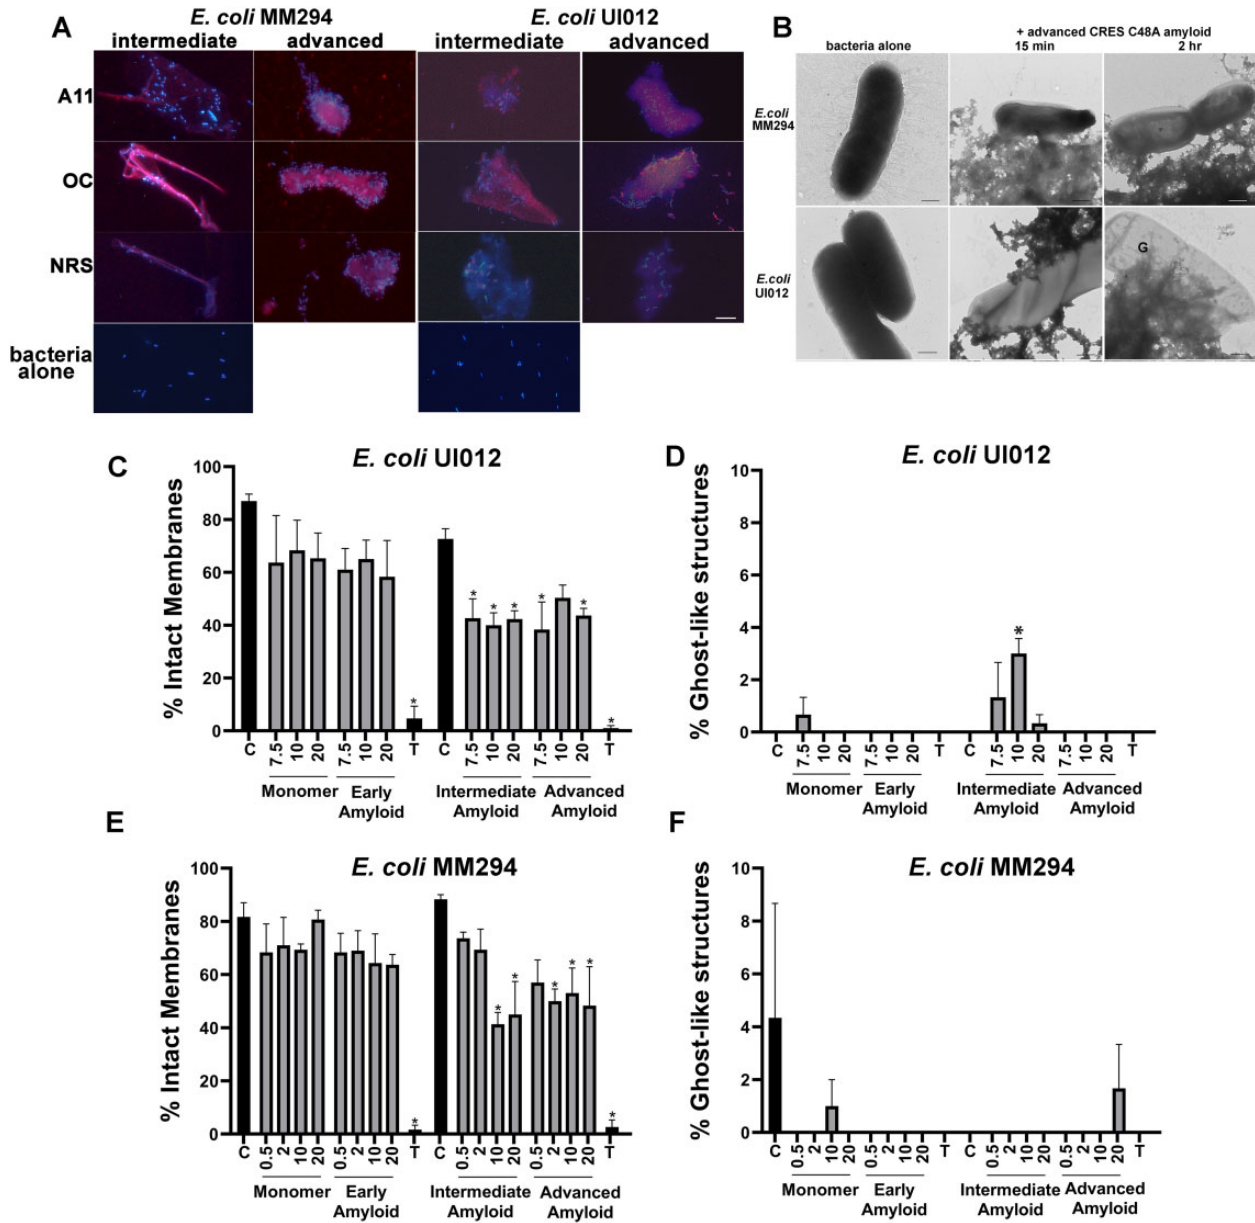 A
E. coli MM294
E. coli UI012
intermediate advanced intermediate advanced
A11
OC
NRS
bacteria
alone
B
+ advanced CRES C48A amyloid
bacteria alone 15 min 2 hr
E.coli
MM294
E.coli
UI012
G
C
E. coli UI012
% Intact Membranes
100
80
60
40
20
0
* * * * * * *
C 7.5 10 20 7.5 10 20 T C 7.5 10 20 7.5 10 20 T
Monomer
Early
Amyloid
Intermediate
Amyloid
Advanced
Amyloid
D
E. coli UI012
% Ghost-like structures
10
8
6
4
2
0
*
C 7.5 10 20 7.5 10 20 T C 7.5 10 20 7.5 10 20 T
Monomer
Early
Amyloid
Intermediate
Amyloid
Advanced
Amyloid
E
E. coli MM294
% Intact Membranes
100
80
60
40
20
0
* * * * * * *
C 0.5 2 10 20 0.5 2 10 20 T C 0.5 2 10 20 0.5 2 10 20 T
Monomer
Early
Amyloid
Intermediate
Amyloid
Advanced
Amyloid
F
E. coli MM294
% Ghost-like structures
10
8
6
4
2
0
C 0.5 2 10 20 0.5 2 10 20 T C 0.5 2 10 20 0.5 2 10 20 T
Monomer
Early
Amyloid
Intermediate
Amyloid
Advanced
Amyloid